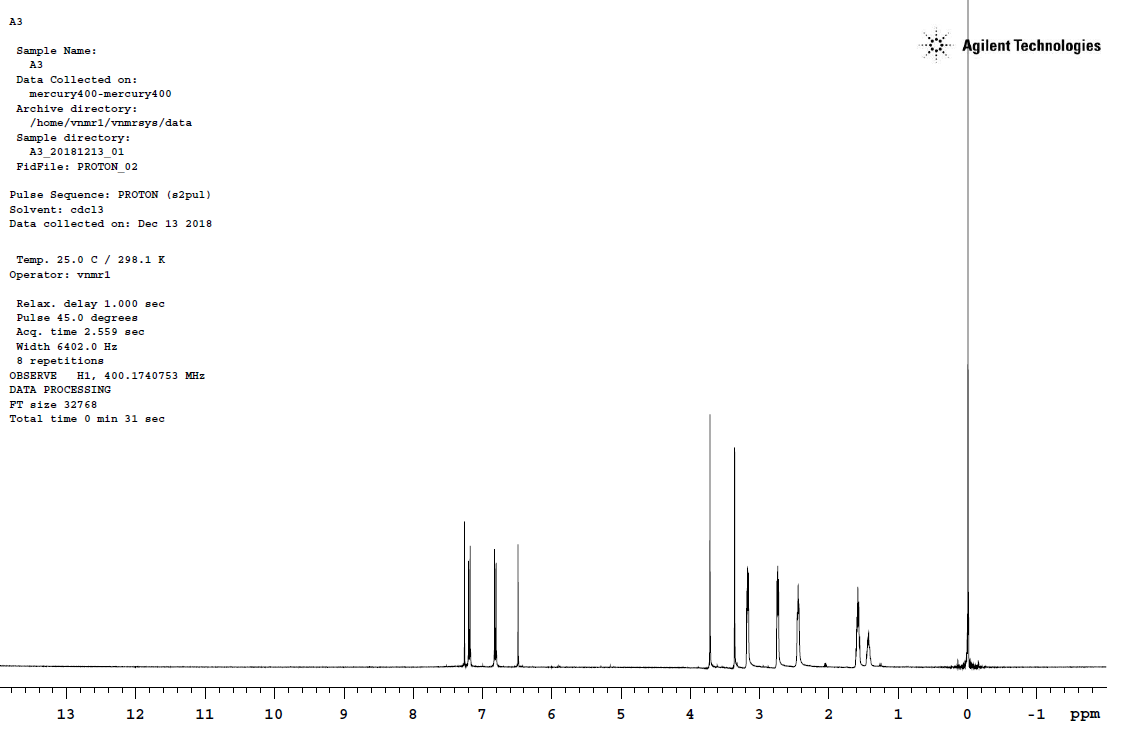 A3
Sample Name:
A3
Data Collected on:
mercury400-mercury400
Archive directory:
/home/vnmr1/vnmrsys/data
Sample directory:
A3_20181213_01
FidFile: PROTON_02
Pulse Sequence: PROTON (s2pul)
Solvent: cdcl3
Data collected on: Dec 13 2018
Temp. 25.0 C / 298.1 K
Operator: vnmr1
Relax. delay 1.000 sec
Pulse 45.0 degrees
Acq. time 2.559 sec
Width 6402.0 Hz
8 repetitions
OBSERVE H1, 400.1740753 MHz
DATA PROCESSING
FT size 32768
Total time 0 min 31 sec
Agilent Technologies
13 12 11 10 9 8 7 6 5 4 3 2 1 0 -1 ppm